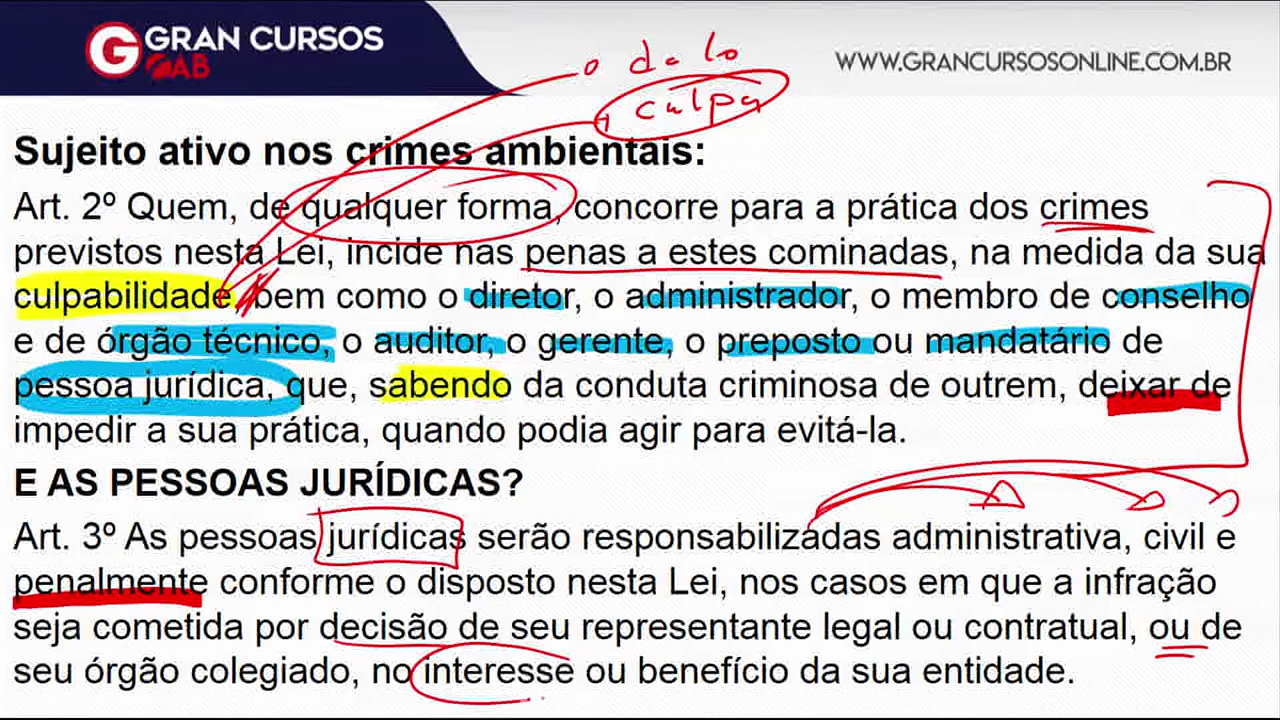 GRAN CURSOS
OAB
WWW.GRANCURSOSONLINE.COM.BR
dolo
culpa
Sujeito ativo nos crimes ambientais:
Art. 2º Quem, de qualquer forma, concorre para a prática dos crimes
previstos nesta Lei, incide nas penas a estes cominadas, na medida da sua
culpabilidade, bem como o diretor, o administrador, o membro de conselho
e de órgão técnico, o auditor, o gerente, o preposto ou mandatário de
pessoa jurídica, que, sabendo da conduta criminosa de outrem, deixar de
impedir a sua prática, quando podia agir para evitá-la.
E AS PESSOAS JURÍDICAS?
Art. 3º As pessoas jurídicas serão responsabilizadas administrativa, civil e
penalmente conforme o disposto nesta Lei, nos casos em que a infração
seja cometida por decisão de seu representante legal ou contratual, ou de
seu órgão colegiado, no interesse ou benefício da sua entidade.